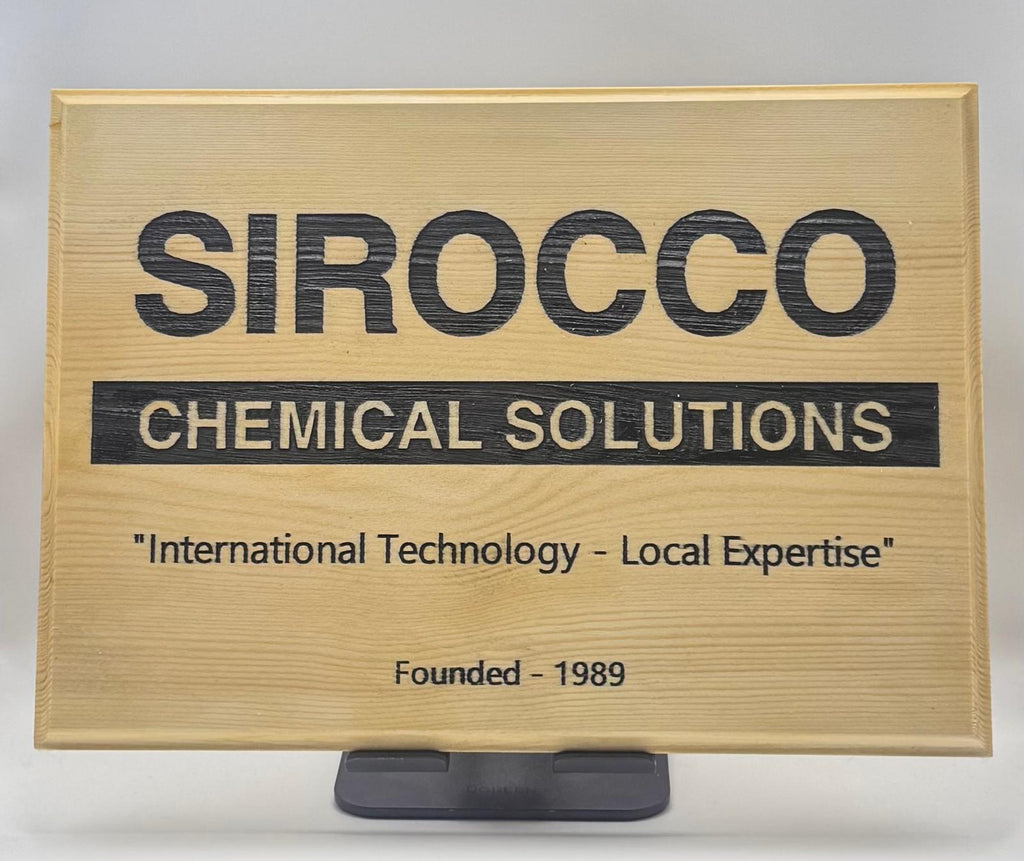 SIROCCO
CHEMICAL SOLUTIONS
"International Technology - Local Expertise"
Founded - 1989